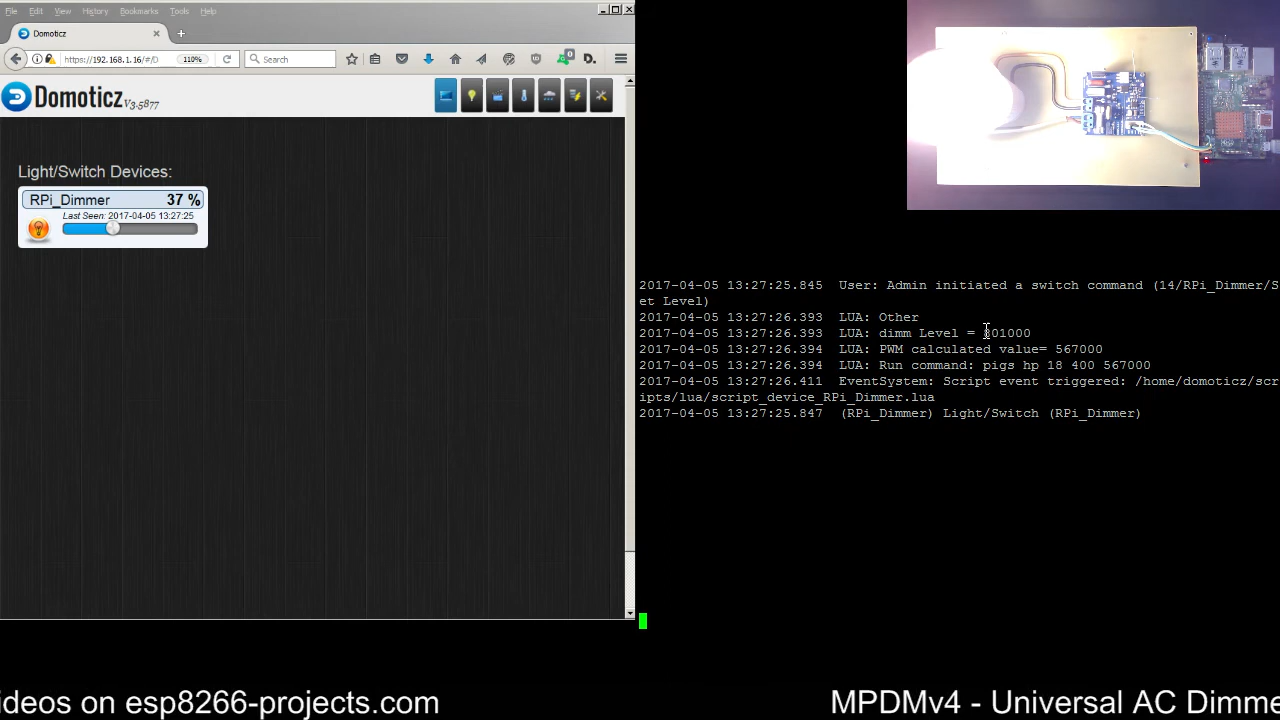 File Edit View History Bookmarks Tools Help
Domoticz
https://192.168.1.16/#/D
110%
Search
0
D.
Domoticz V3.5877
Light/Switch Devices:
RPi_Dimmer 37 %
Last Seen: 2017-04-05 13:27:25
2017-04-05 13:27:25.845 User: Admin initiated a switch command (14/RPi_Dimmer/S
et Level)
2017-04-05 13:27:26.393 LUA: Other
2017-04-05 13:27:26.393 LUA: dimm Level =
2017-04-05 13:27:26.394 LUA: PWM calculated value= 567000
2017-04-05 13:27:26.394 LUA: Run command: pigs hp 18 400 567000
2017-04-05 13:27:26.411 EventSystem: Script event triggered: /home/domoticz/scr
ipts/lua/script_device_RPi_Dimmer.lua
2017-04-05 13:27:25.847 (RPi_Dimmer) Light/Switch (RPi_Dimmer)
ideos on esp8266-projects.com
MPDMv4 - Universal AC Dimme